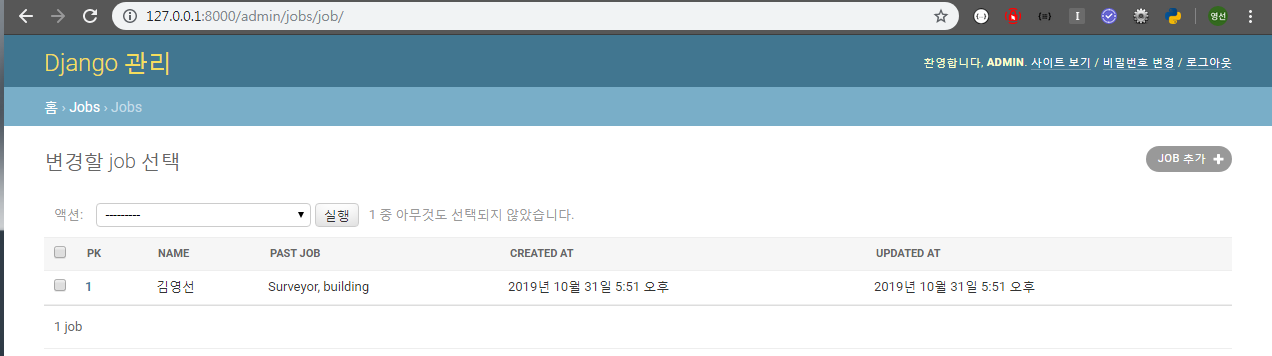 127.0.0.1:8000/admin/jobs/job/
영선
Django 관리
환영합니다, ADMIN. 사이트 보기 / 비밀번호 변경 / 로그아웃
홈 › Jobs › Jobs
변경할 job 선택
JOB 추가 +
액션: --------- 실행 1 중 아무것도 선택되지 않았습니다.
PK NAME PAST JOB CREATED AT UPDATED AT
1 김영선 Surveyor, building 2019년 10월 31일 5:51 오후 2019년 10월 31일 5:51 오후
1 job